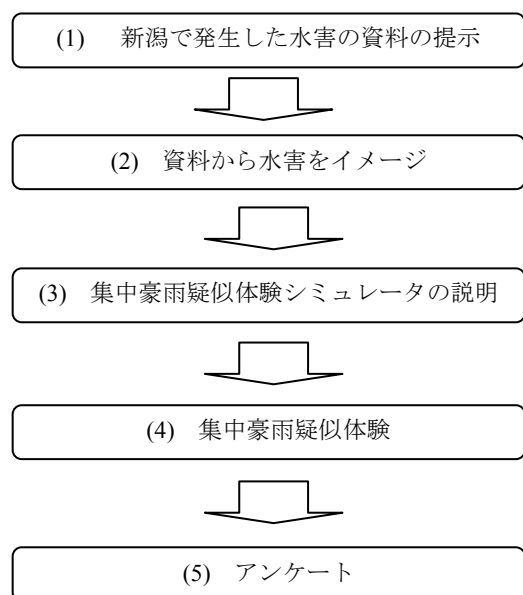 (1) 新潟で発生した水害の資料の提示
(2) 資料から水害をイメージ
(3) 集中豪雨疑似体験シミュレータの説明
(4) 集中豪雨疑似体験
(5) アンケート